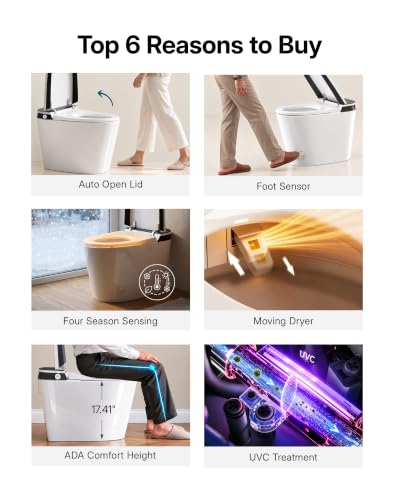 Top 6 Reasons to Buy
Auto Open Lid
Foot Sensor
Four Season Sensing
Moving Dryer
17.41"
UVC
ADA Comfort Height
UVC Treatment